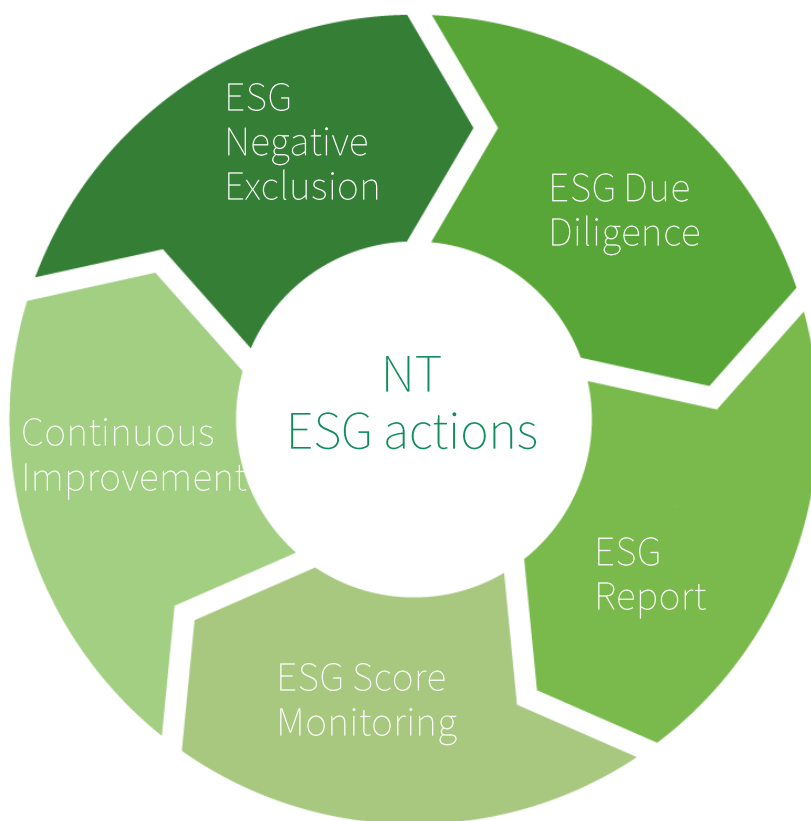 ESG
Negative
Exclusion
ESG Due
Diligence
ESG
Report
ESG Score
Monitoring
Continuous
Improvement
NT
ESG actions